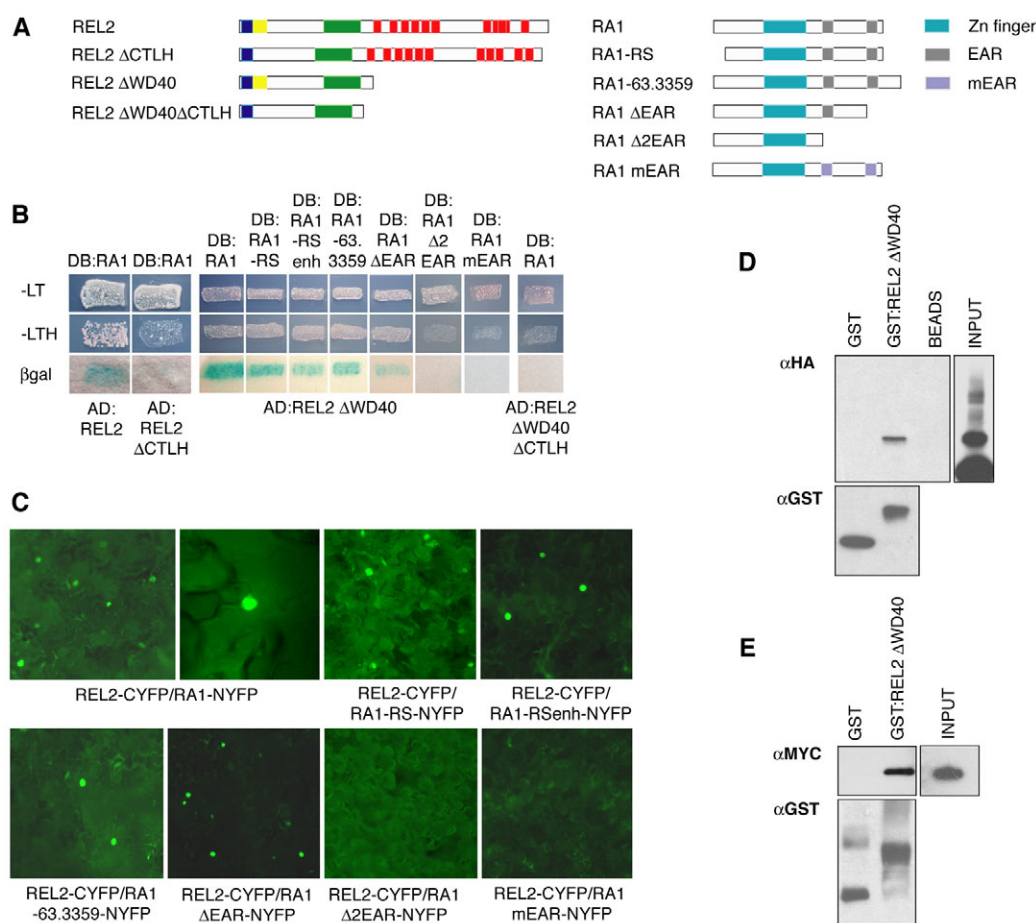 A
REL2
REL2 ΔCTLH
REL2 ΔWD40
REL2 ΔWD40ΔCTLH
RA1
RA1-RS
RA1-63.3359
RA1 ΔEAR
RA1 Δ2EAR
RA1 mEAR
Zn finger
EAR
mEAR
B
DB:RA1
DB:RA1
DB:
RA1
DB:
RA1
-RS
DB:
RA1
-RS
enh
DB:
RA1
-63.
3359
DB:
RA1
ΔEAR
DB:
RA1
Δ2
EAR
DB:
RA1
mEAR
DB:
RA1
-LT
-LTH
βgal
AD:
REL2
AD:
REL2
ΔCTLH
AD:REL2 ΔWD40
AD:REL2
ΔWD40
ΔCTLH
C
REL2-CYFP/RA1-NYFP
REL2-CYFP/
RA1-RS-NYFP
REL2-CYFP/
RA1-RSenh-NYFP
REL2-CYFP/RA1
-63.3359-NYFP
REL2-CYFP/RA1
ΔEAR-NYFP
REL2-CYFP/RA1
Δ2EAR-NYFP
REL2-CYFP/RA1
mEAR-NYFP
D
GST
GST:REL2 ΔWD40
BEADS
INPUT
αHA
αGST
E
GST
GST:REL2 ΔWD40
INPUT
αMYC
αGST